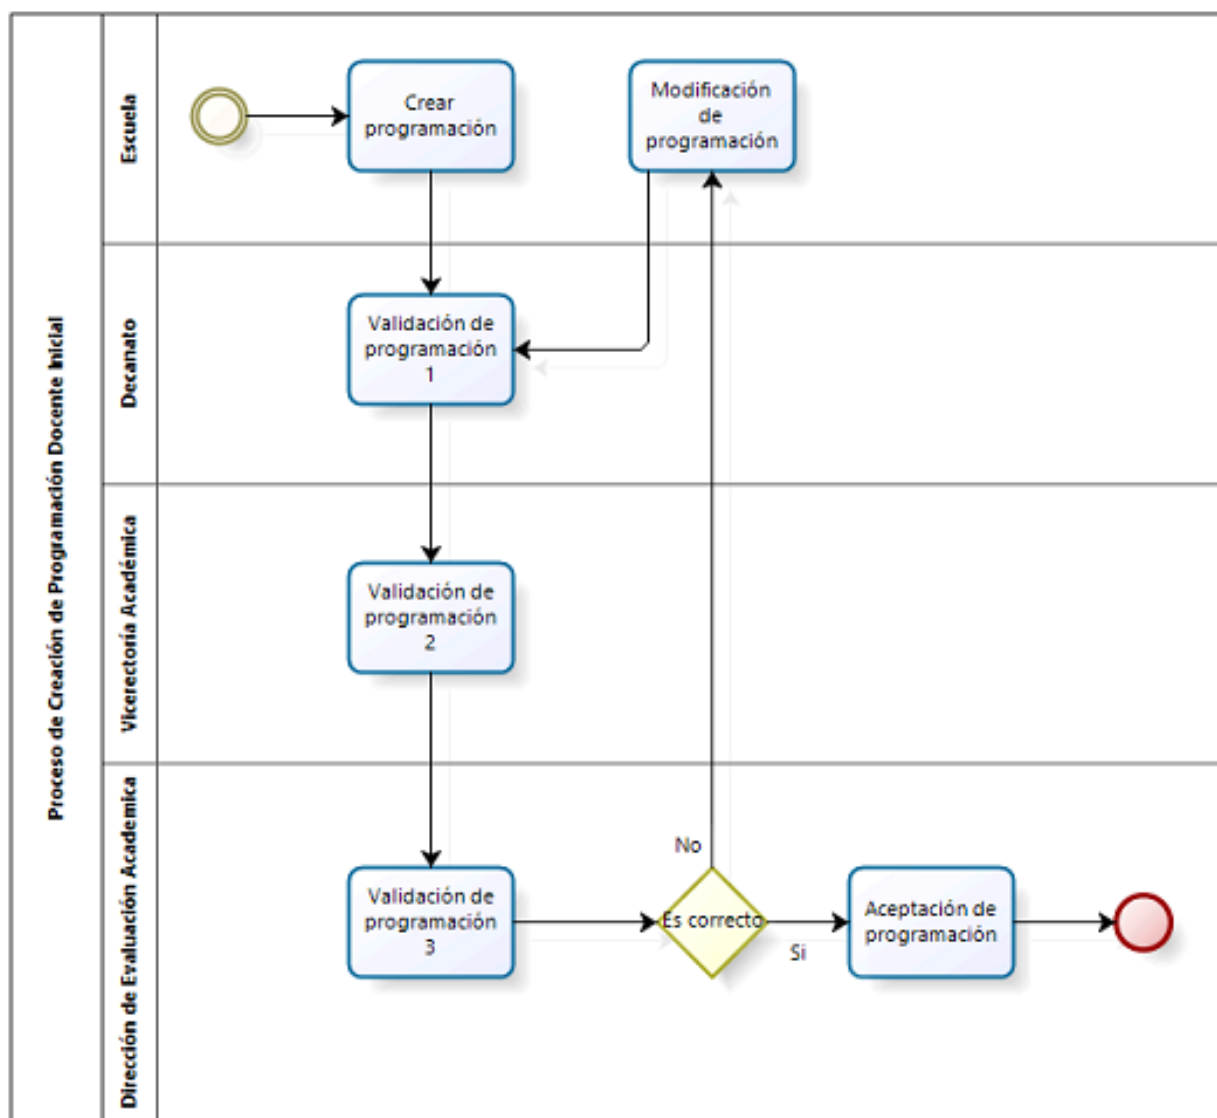 Proceso de Creación de Programación Docente Inicial
Escuela
Crear
programación
Modificación
de
programación
Decanato
Validación de
programación
1
Vicerectoría Académica
Validación de
programación
2
Dirección de Evaluación Academica
Validación de
programación
3
No
Es correcto
Si
Aceptación de
programación